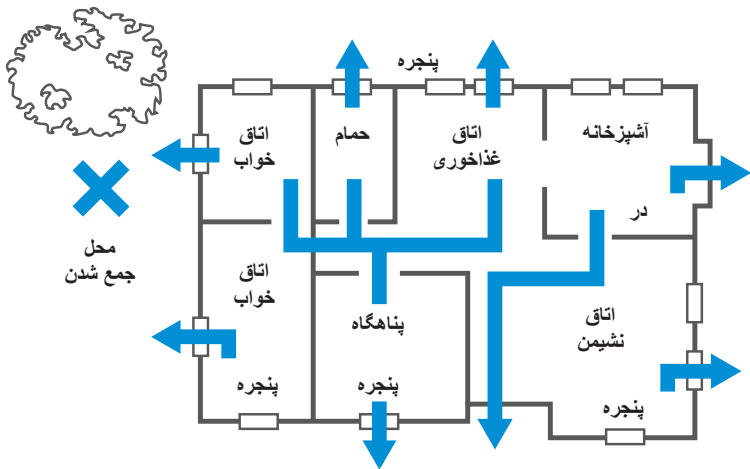 پنجره
آشپزخانه
اتاق
غذاخوری
حمام
اتاق
خواب
در
محل
جمع شدن
اتاق
خواب
پناهگاه
اتاق
نشیمن
پنجره
پنجره
پنجره